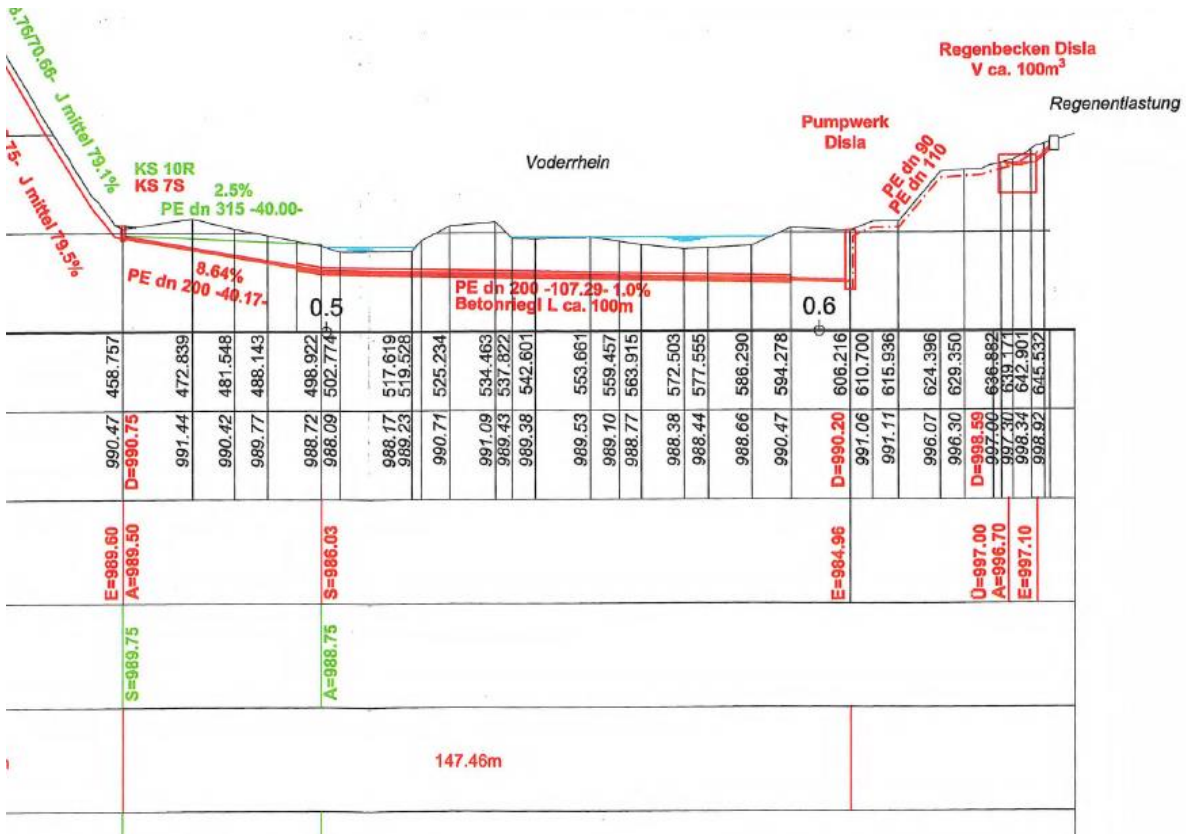 8.76/70.66- J mittel 79.1%
75- J mittel 79.5%
KS 10R
KS 7S
2.5%
PE dn 315 -40.00-
8.64%
PE dn 200 -40.17-
Voderrhein
PE dn 200 -107.29- 1.0%
Betonriegl L ca. 100m
Pumpwerk
Disla
PE dn 90
PE dn 110
Regenbecken Disla
V ca. 100m³
Regenentlastung
0.5
0.6
458.757
472.839
481.548
488.143
498.922
502.774
517.619
519.528
525.234
534.463
537.822
542.601
553.661
559.457
563.915
572.503
577.555
586.290
594.278
606.216
610.700
615.936
624.396
629.350
636.882
639.171
642.901
645.532
990.47
D=990.75
991.44
990.42
989.77
988.72
988.09
988.17
989.23
990.71
991.09
989.43
989.38
989.53
989.10
988.77
988.38
988.44
988.66
990.47
D=990.20
991.06
991.11
996.07
996.30
D=998.59
997.00
997.30
998.34
998.92
E=989.60
A=989.50
S=986.03
E=984.96
Ü=997.00
A=996.70
E=997.10
S=989.75
A=988.75
147.46m